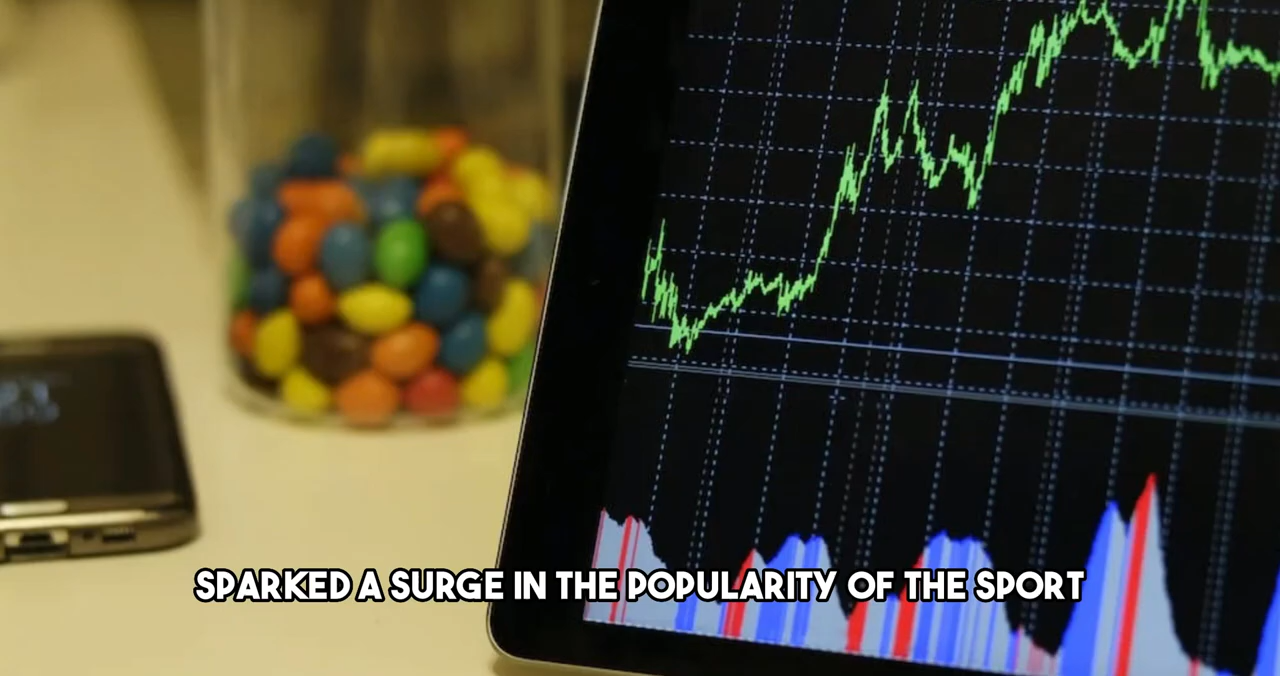 SPARKED A SURGE IN THE POPULARITY OF THE SPORT